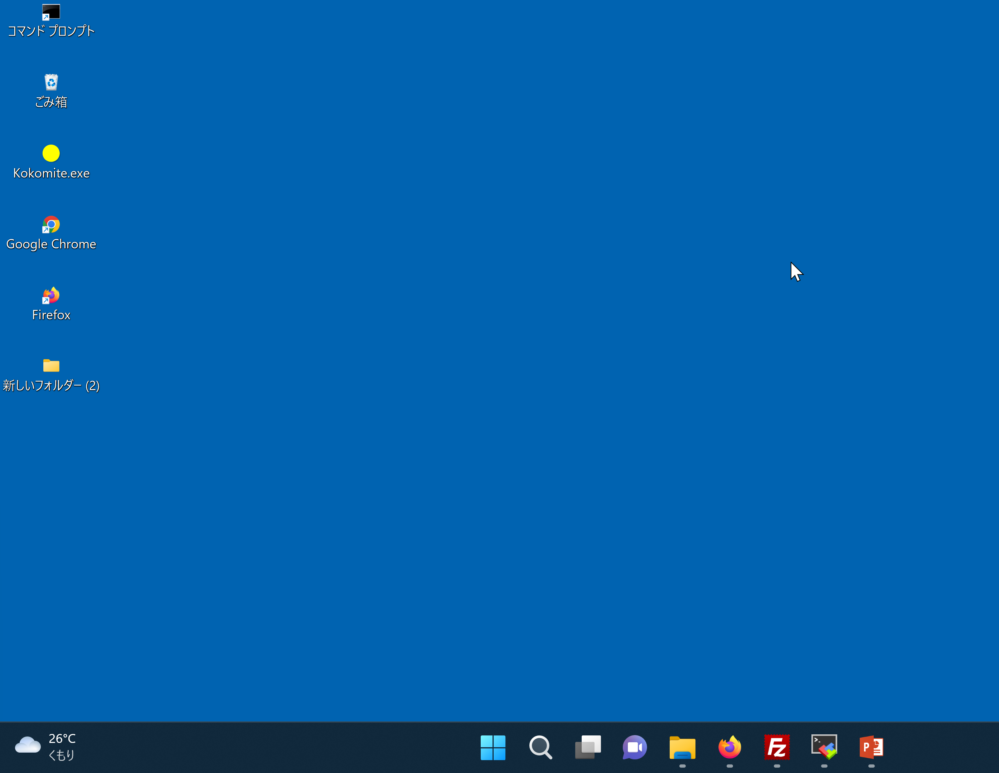 コマンド プロンプト
ごみ箱
Kokomite.exe
Google Chrome
Firefox
新しいフォルダー (2)
26°C
くもり